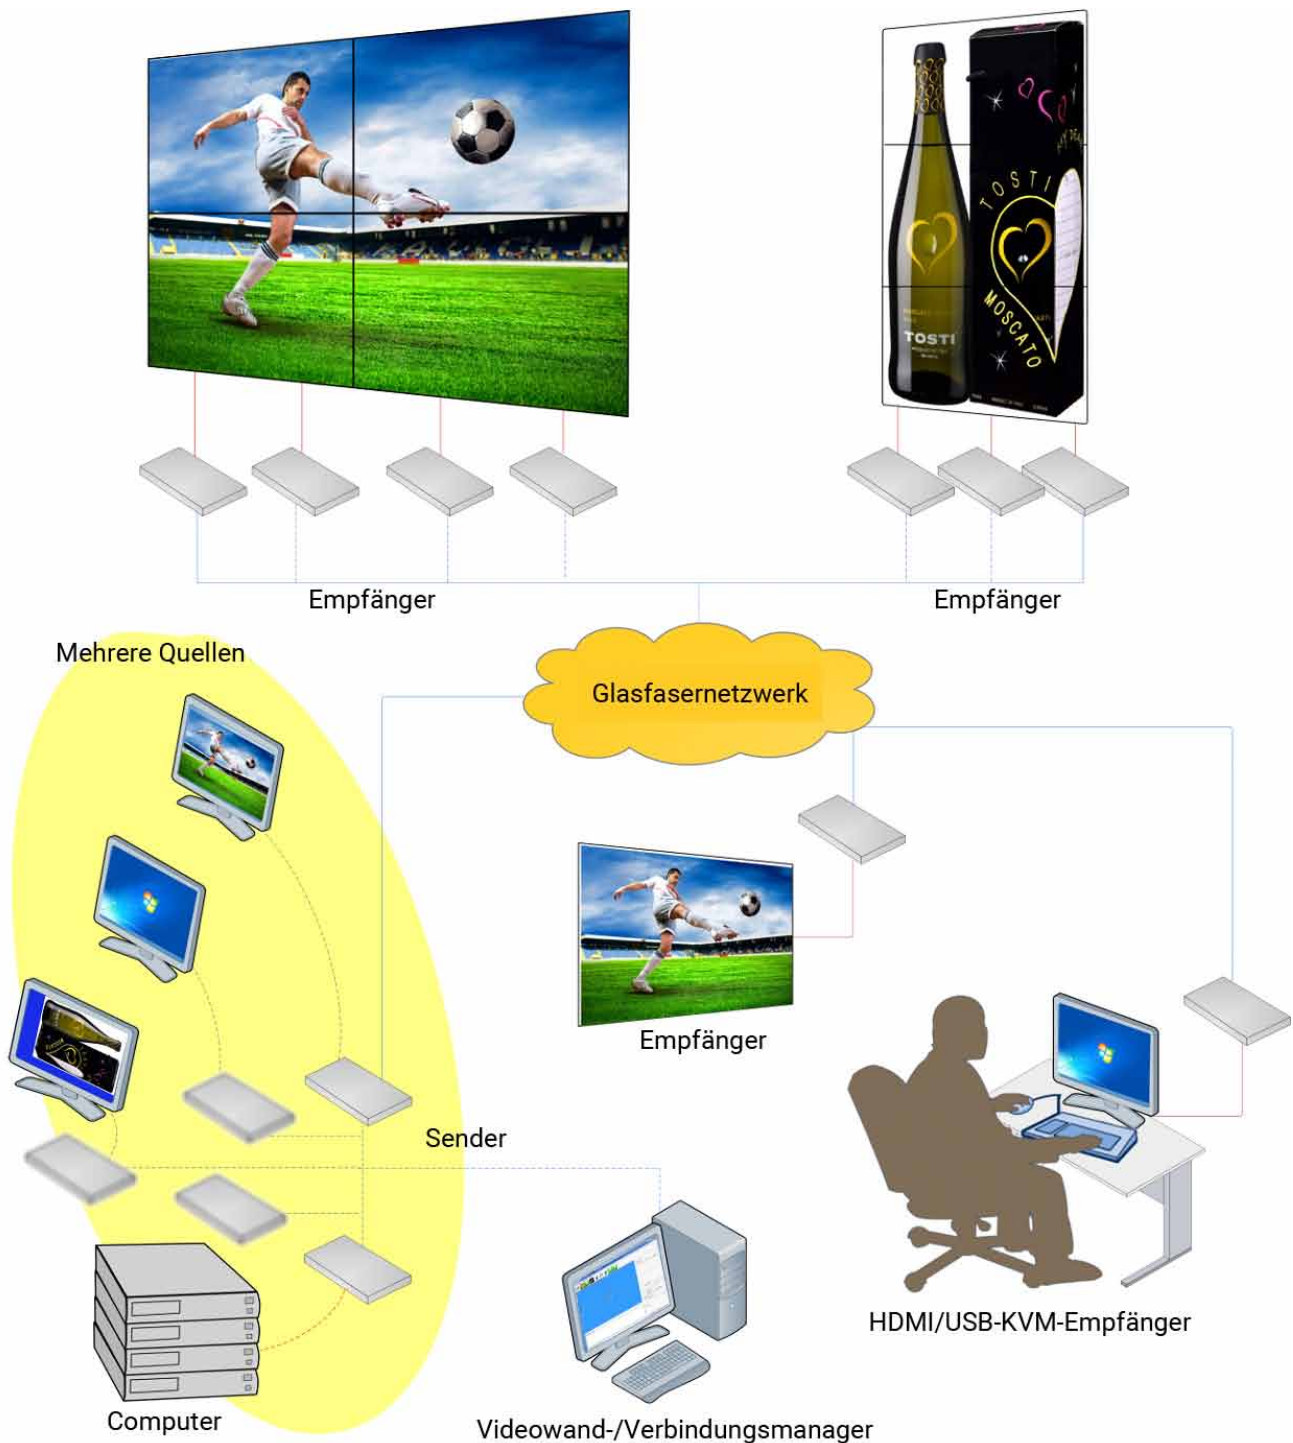 TOSTI
MOSCATO
TOSTI
Empfänger
Empfänger
Mehrere Quellen
Glasfasernetzwerk
Empfänger
Sender
HDMI/USB-KVM-Empfänger
Computer
Videowand-/Verbindungsmanager